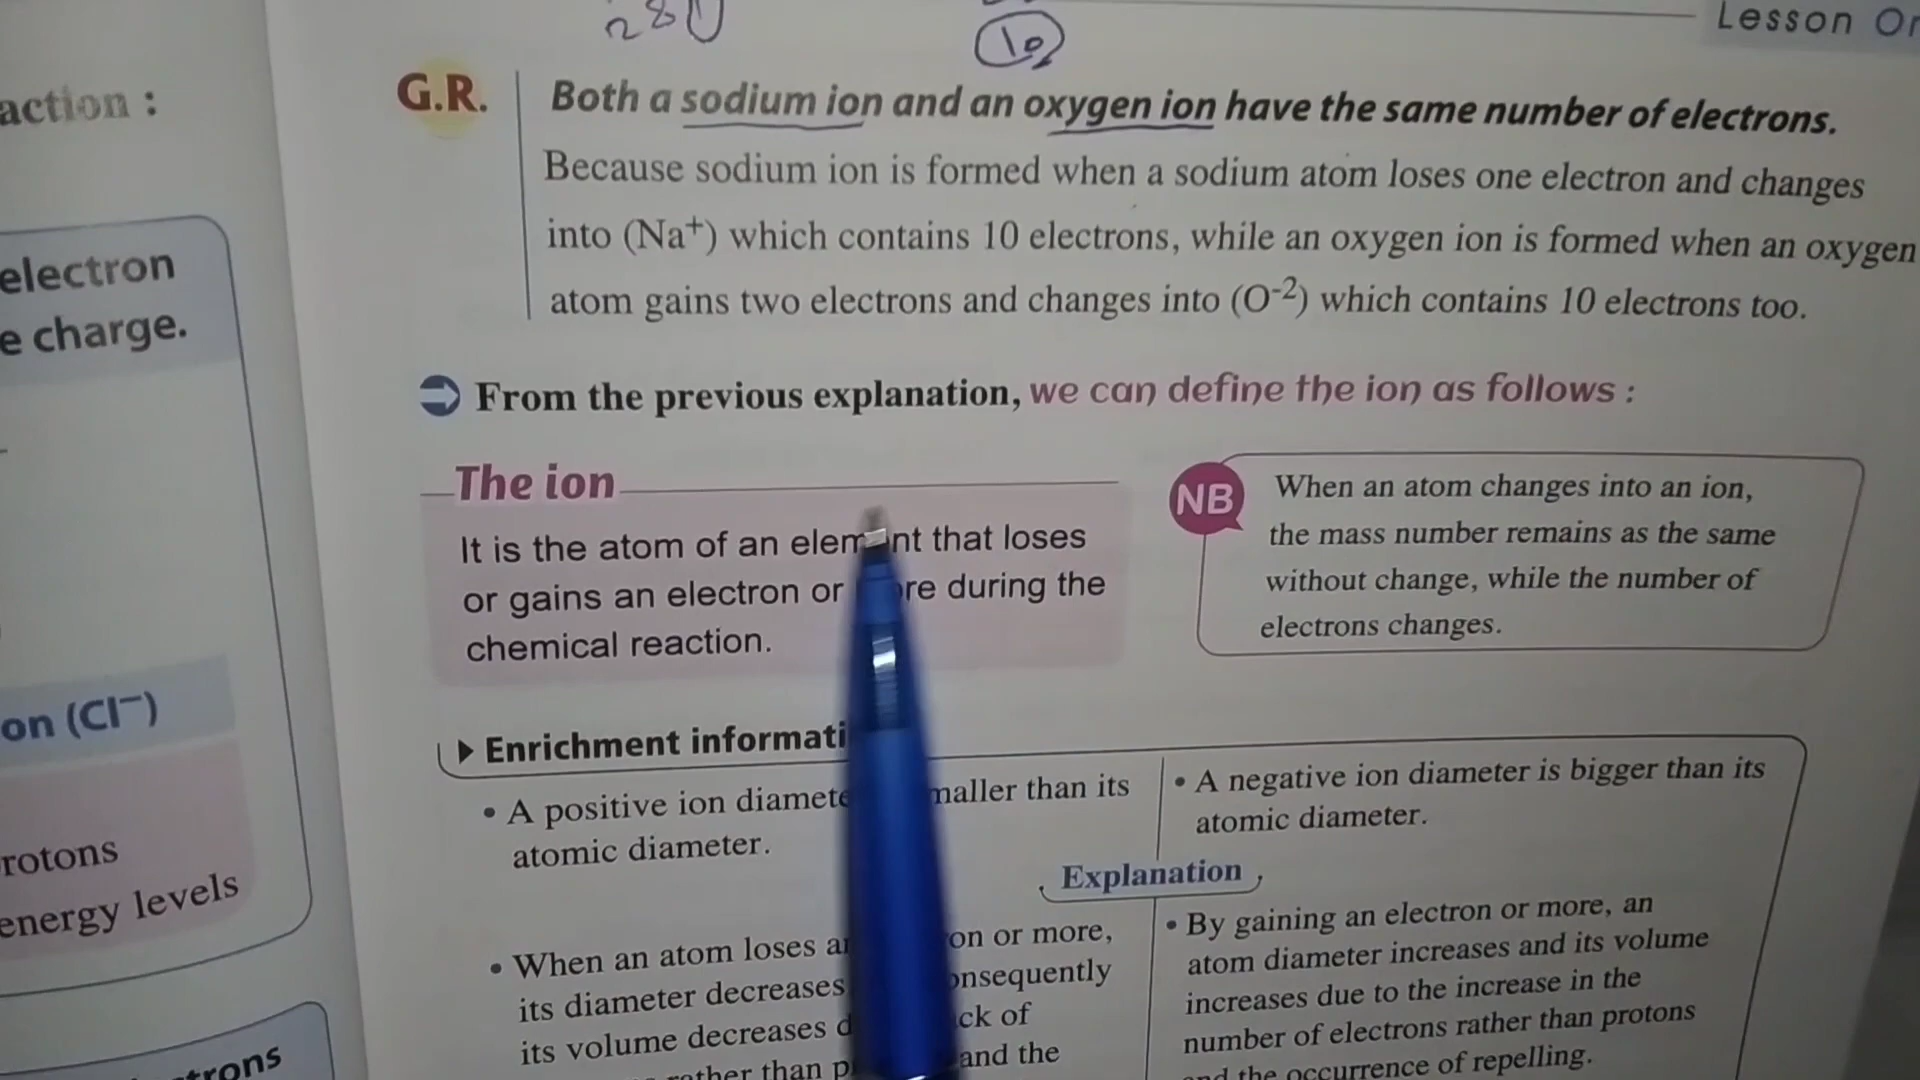 281
10
Lesson
action :
electron
e charge.
on (Cl⁻)
rotons
energy levels
trons
G.R.
Both a sodium ion and an oxygen ion have the same number of electrons.
Because sodium ion is formed when a sodium atom loses one electron and changes
into (Na⁺) which contains 10 electrons, while an oxygen ion is formed when an oxygen
atom gains two electrons and changes into (O⁻²) which contains 10 electrons too.
From the previous explanation, we can define the ion as follows :
The ion
It is the atom of an element that loses
or gains an electron or more during the
chemical reaction.
NB
When an atom changes into an ion,
the mass number remains as the same
without change, while the number of
electrons changes.
Enrichment informati
• A positive ion diamete maller than its
atomic diameter.
• A negative ion diameter is bigger than its
atomic diameter.
Explanation
• When an atom loses a on or more,
its diameter decreases onsequently
its volume decreases d ck of
rather than p and the
• By gaining an electron or more, an
atom diameter increases and its volume
increases due to the increase in the
number of electrons rather than protons
and the occurrence of repelling.